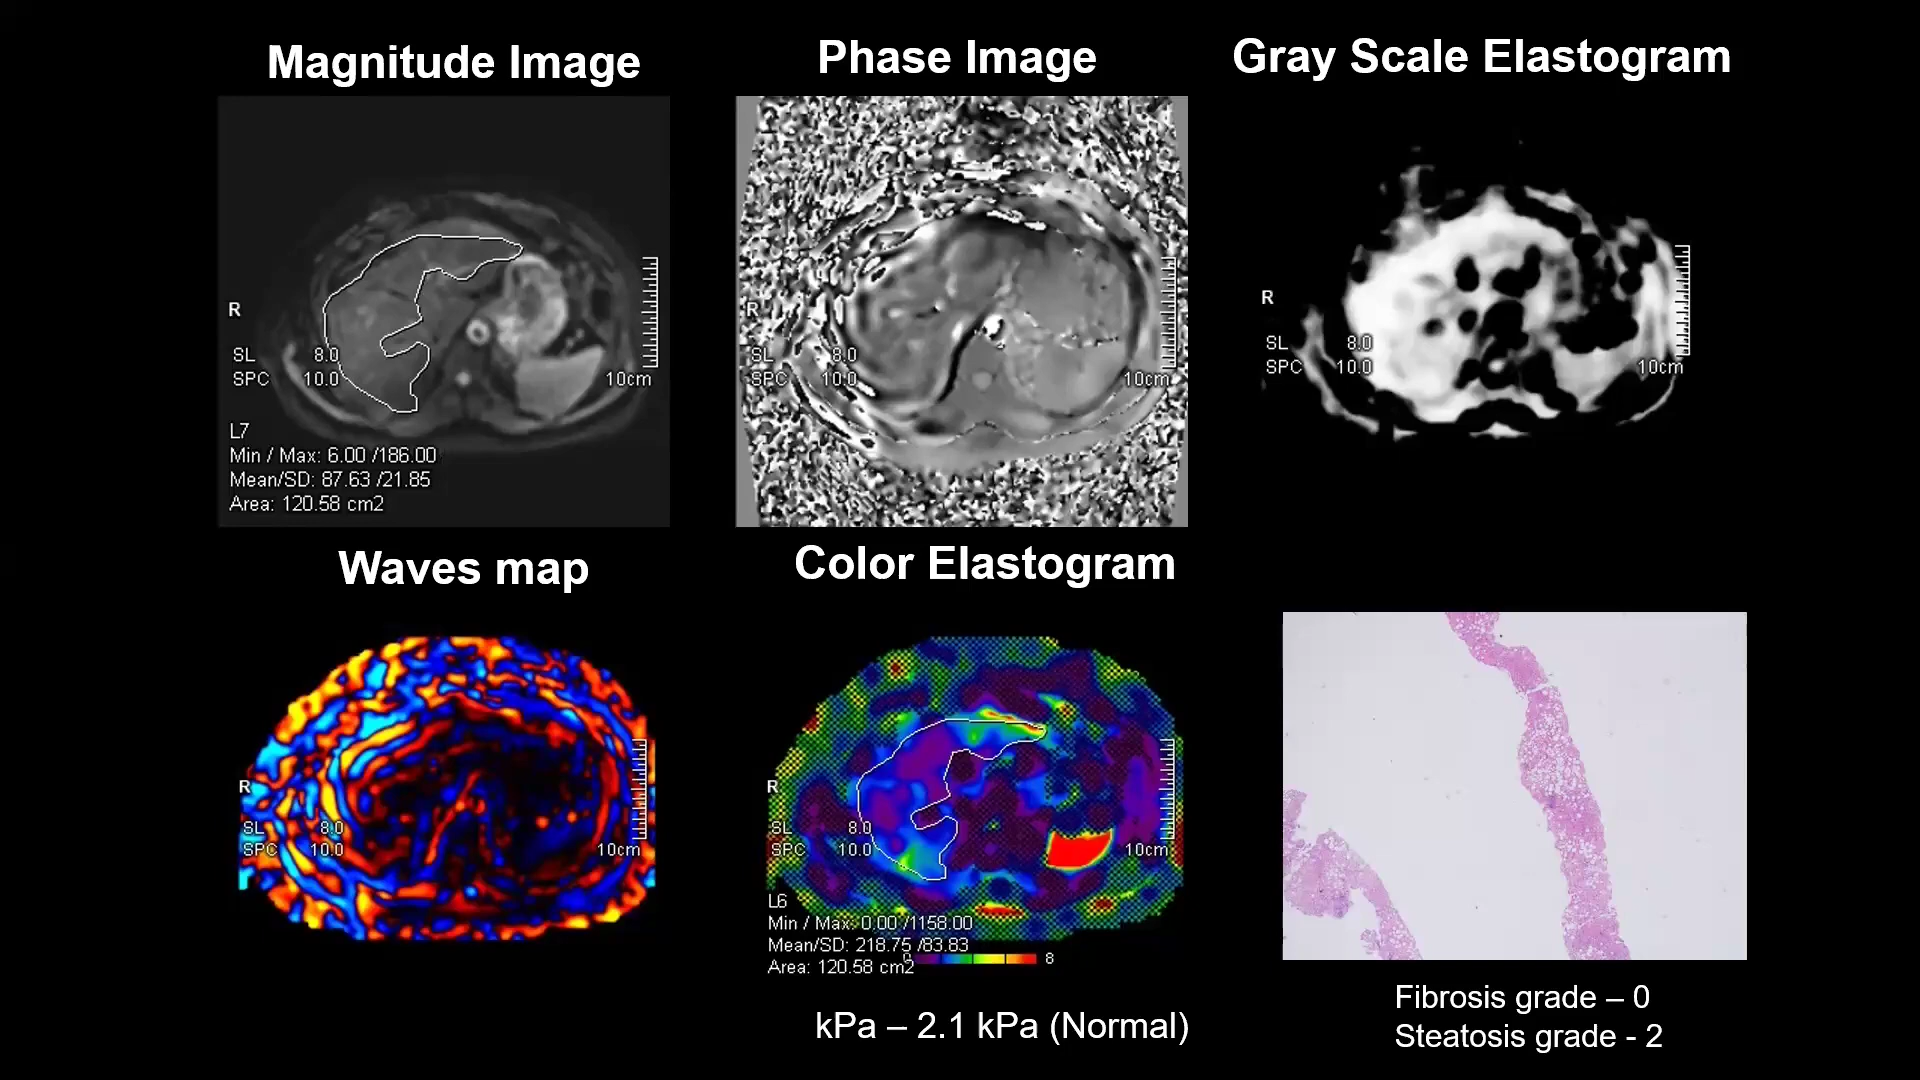 Magnitude Image
Phase Image
Gray Scale Elastogram
R
SL 8.0
SPC 10.0
10cm
L7
Min / Max: 6.00 /186.00
Mean/SD: 87.63 /21.85
Area: 120.58 cm2
R
SL 8.0
SPC 10.0
10cm
R
SL 8.0
SPC 10.0
10cm
Waves map
Color Elastogram
R
SL 8.0
SPC 10.0
10cm
R
SL 8.0
SPC 10.0
10cm
L6
Min / Max: 0.00 /1158.00
Mean/SD: 218.75 /83.83
Area: 120.58 cm2
0 8
kPa – 2.1 kPa (Normal)
Fibrosis grade – 0
Steatosis grade - 2